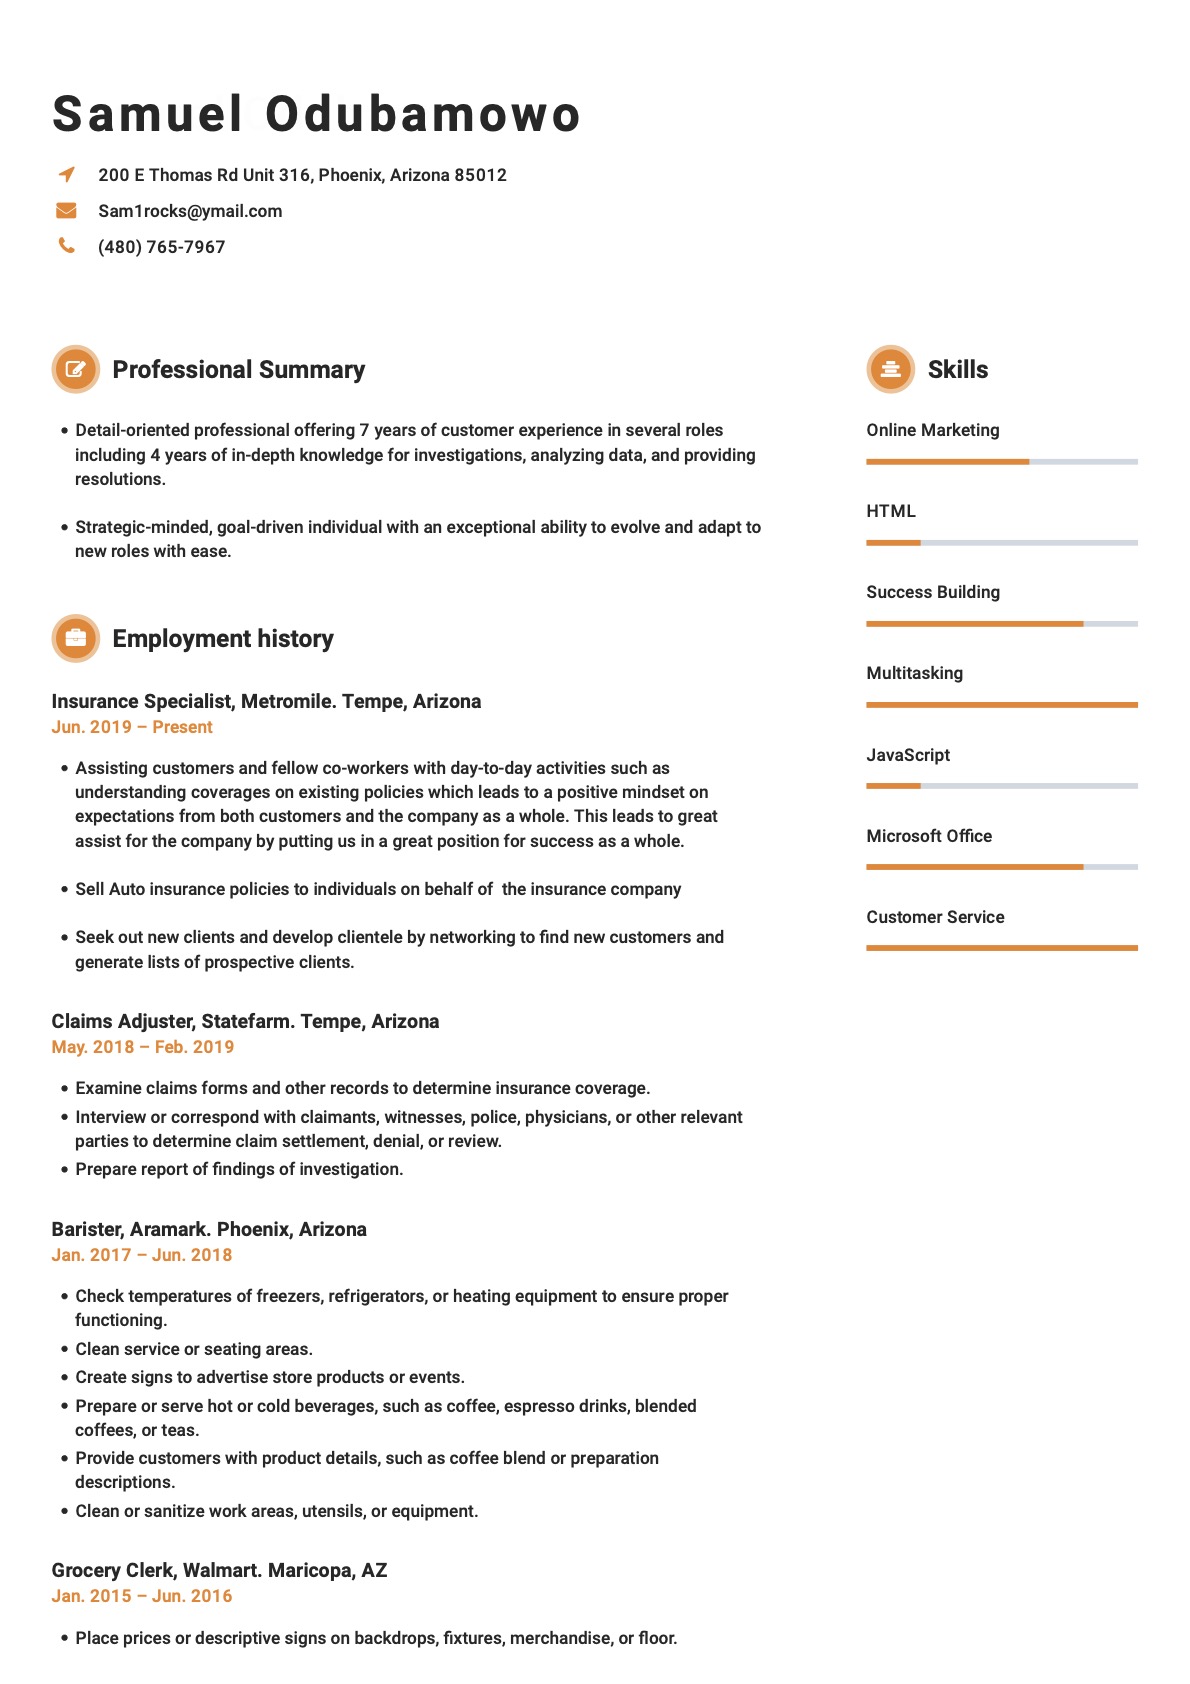 Samuel Odubamowo
200 E Thomas Rd Unit 316, Phoenix, Arizona 85012
Sam1rocks@ymail.com
(480) 765-7967
Professional Summary
• Detail-oriented professional offering 7 years of customer experience in several roles
including 4 years of in-depth knowledge for investigations, analyzing data, and providing
resolutions.
• Strategic-minded, goal-driven individual with an exceptional ability to evolve and adapt to
new roles with ease.
Employment history
Insurance Specialist, Metromile. Tempe, Arizona
Jun. 2019 – Present
• Assisting customers and fellow co-workers with day-to-day activities such as
understanding coverages on existing policies which leads to a positive mindset on
expectations from both customers and the company as a whole. This leads to great
assist for the company by putting us in a great position for success as a whole.
• Sell Auto insurance policies to individuals on behalf of  the insurance company
• Seek out new clients and develop clientele by networking to find new customers and
generate lists of prospective clients.
Claims Adjuster, Statefarm. Tempe, Arizona
May. 2018 – Feb. 2019
• Examine claims forms and other records to determine insurance coverage.
• Interview or correspond with claimants, witnesses, police, physicians, or other relevant
parties to determine claim settlement, denial, or review.
• Prepare report of findings of investigation.
Barister, Aramark. Phoenix, Arizona
Jan. 2017 – Jun. 2018
• Check temperatures of freezers, refrigerators, or heating equipment to ensure proper
functioning.
• Clean service or seating areas.
• Create signs to advertise store products or events.
• Prepare or serve hot or cold beverages, such as coffee, espresso drinks, blended
coffees, or teas.
• Provide customers with product details, such as coffee blend or preparation
descriptions.
• Clean or sanitize work areas, utensils, or equipment.
Grocery Clerk, Walmart. Maricopa, AZ
Jan. 2015 – Jun. 2016
• Place prices or descriptive signs on backdrops, fixtures, merchandise, or floor.
Skills
Online Marketing
HTML
Success Building
Multitasking
JavaScript
Microsoft Office
Customer Service